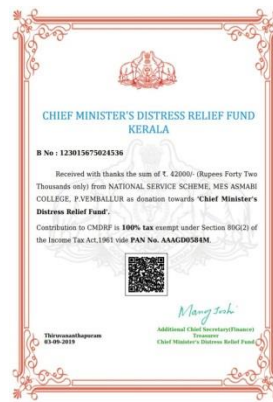 CHIEF MINISTER'S DISTRESS RELIEF FUND
KERALA
B No : 123015675024536
Received with thanks the sum of ₹. 42000/- (Rupees Forty Two
Thousands only) from NATIONAL SERVICE SCHEME, MES ASMABI
COLLEGE, P.VEMBALLUR as donation towards 'Chief Minister's
Distress Relief Fund'.
Contribution to CMDRF is 100% tax exempt under Section 80G(2) of
the Income Tax Act,1961 vide PAN No. AAAGD0584M.
Thiruvananthapuram
03-09-2019
Additional Chief Secretary(Finance)
Treasurer
Chief Minister's Distress Relief Fund